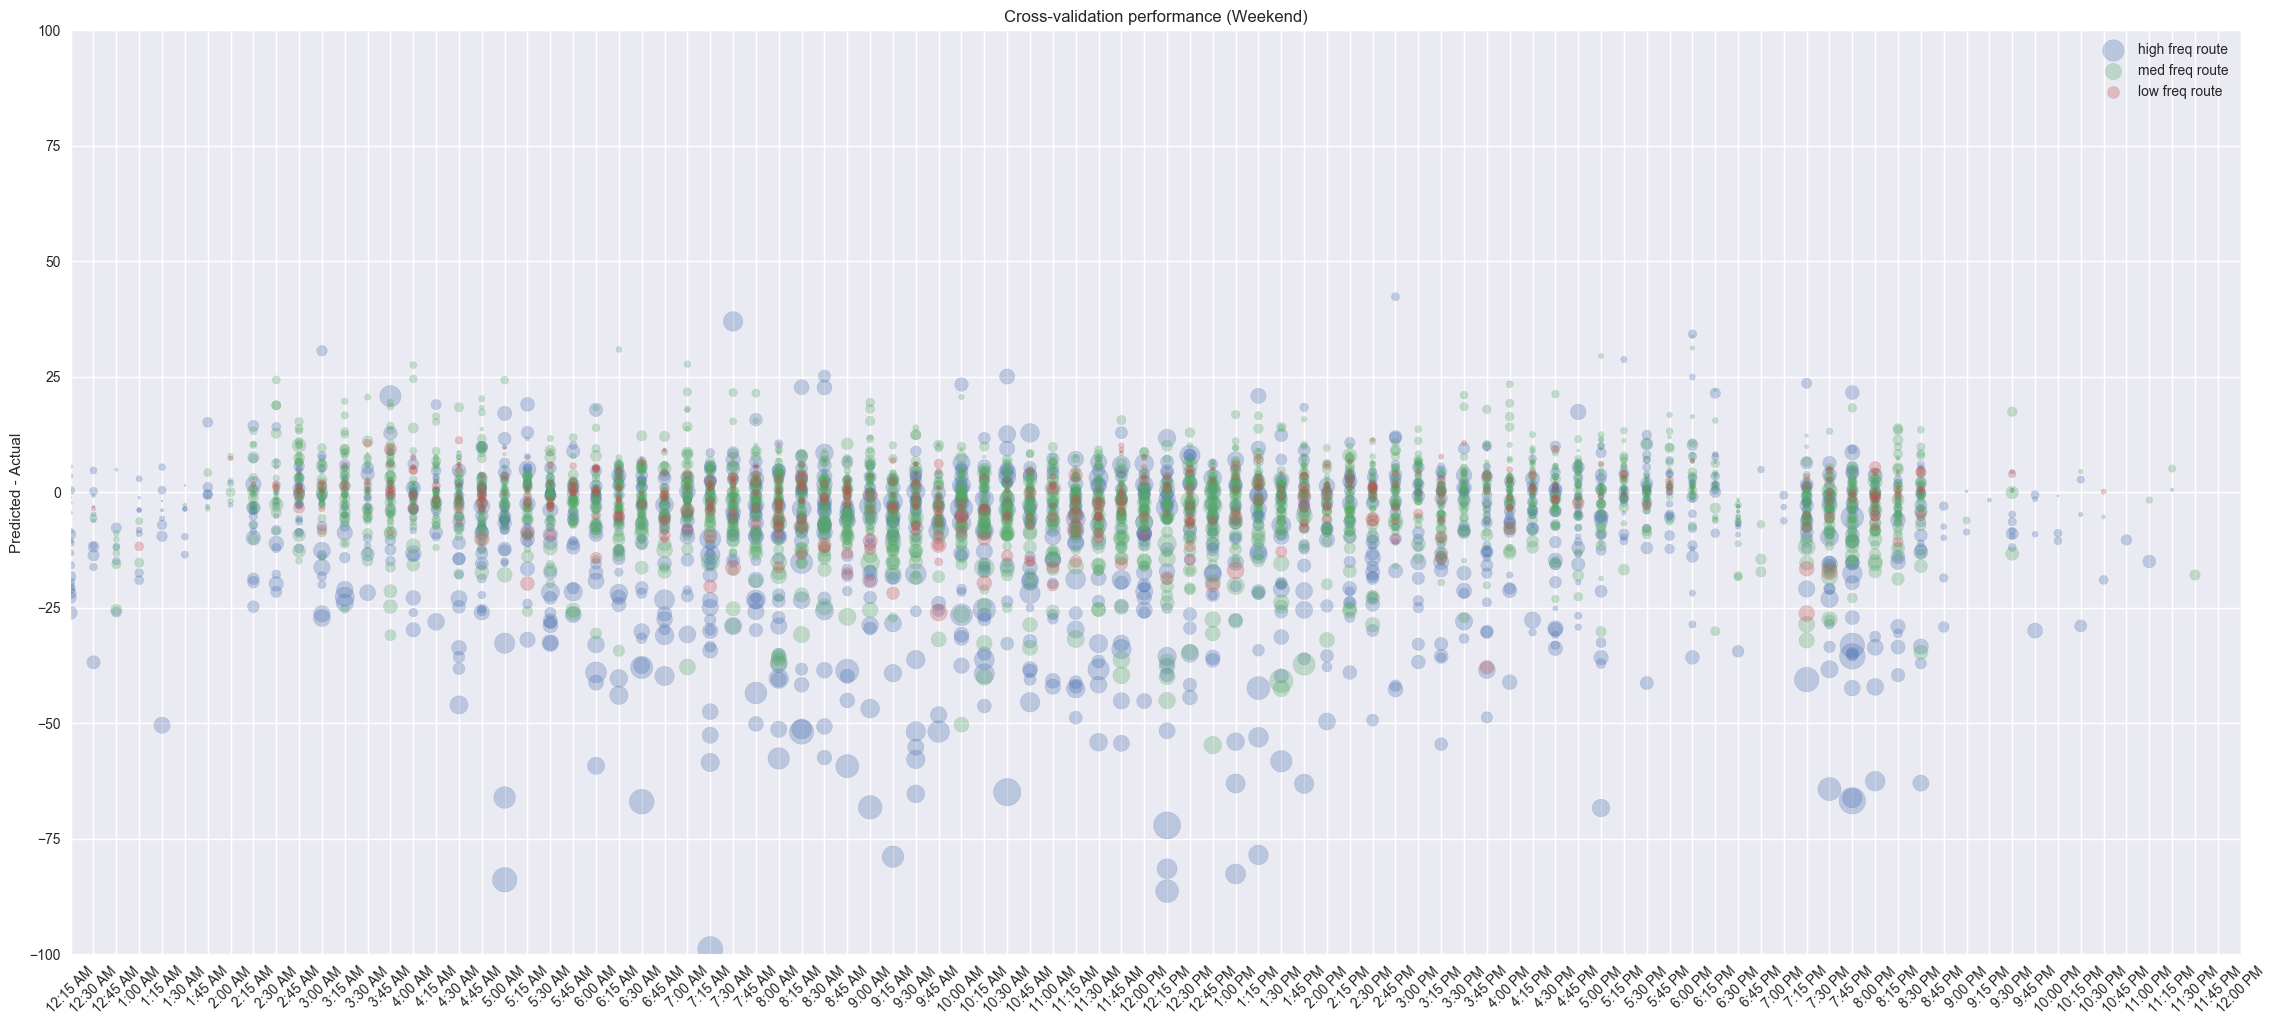 Cross-validation performance (Weekend)
100
75
50
25
0
−25
−50
−75
−100
Predicted - Actual
high freq route
med freq route
low freq route
12:15 AM
12:30 AM
12:45 AM
1:00 AM
1:15 AM
1:30 AM
1:45 AM
2:00 AM
2:15 AM
2:30 AM
2:45 AM
3:00 AM
3:15 AM
3:30 AM
3:45 AM
4:00 AM
4:15 AM
4:30 AM
4:45 AM
5:00 AM
5:15 AM
5:30 AM
5:45 AM
6:00 AM
6:15 AM
6:30 AM
6:45 AM
7:00 AM
7:15 AM
7:30 AM
7:45 AM
8:00 AM
8:15 AM
8:30 AM
8:45 AM
9:00 AM
9:15 AM
9:30 AM
9:45 AM
10:00 AM
10:15 AM
10:30 AM
10:45 AM
11:00 AM
11:15 AM
11:30 AM
11:45 AM
12:00 PM
12:15 PM
12:30 PM
12:45 PM
1:00 PM
1:15 PM
1:30 PM
1:45 PM
2:00 PM
2:15 PM
2:30 PM
2:45 PM
3:00 PM
3:15 PM
3:30 PM
3:45 PM
4:00 PM
4:15 PM
4:30 PM
4:45 PM
5:00 PM
5:15 PM
5:30 PM
5:45 PM
6:00 PM
6:15 PM
6:30 PM
6:45 PM
7:00 PM
7:15 PM
7:30 PM
7:45 PM
8:00 PM
8:15 PM
8:30 PM
8:45 PM
9:00 PM
9:15 PM
9:30 PM
9:45 PM
10:00 PM
10:15 PM
10:30 PM
10:45 PM
11:00 PM
11:15 PM
11:30 PM
11:45 PM
12:00 PM